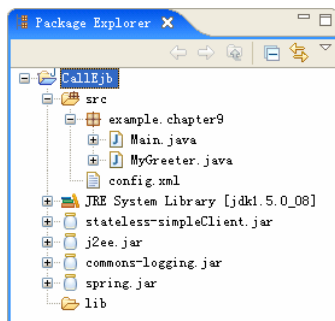 Package Explorer
CallEjb
src
example.chapter9
Main.java
MyGreeter.java
config.xml
JRE System Library [jdk1.5.0_08]
stateless-simpleClient.jar
j2ee.jar
commons-logging.jar
spring.jar
lib